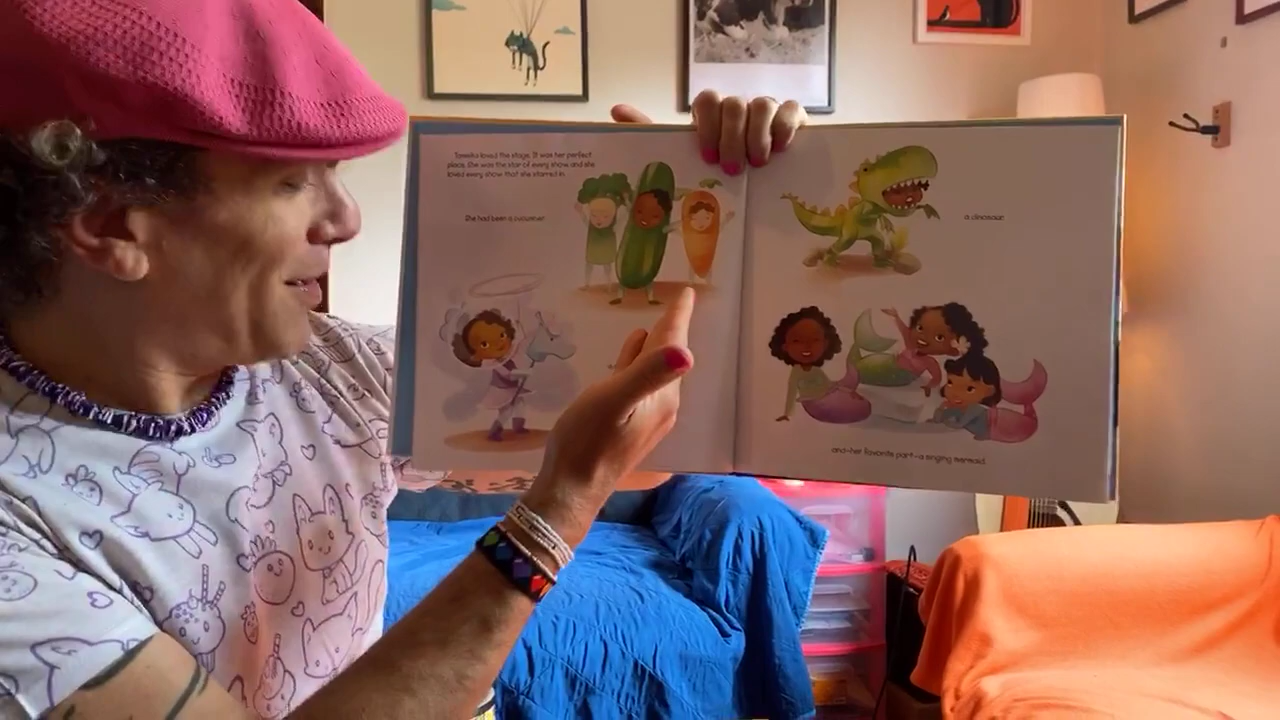 Tameika loved the stage. It was her perfect
place. She was the star of every show, and she
loved every show that she starred in.
She had been a cucumber,
a dinosaur,
and—her favorite part—a singing mermaid.